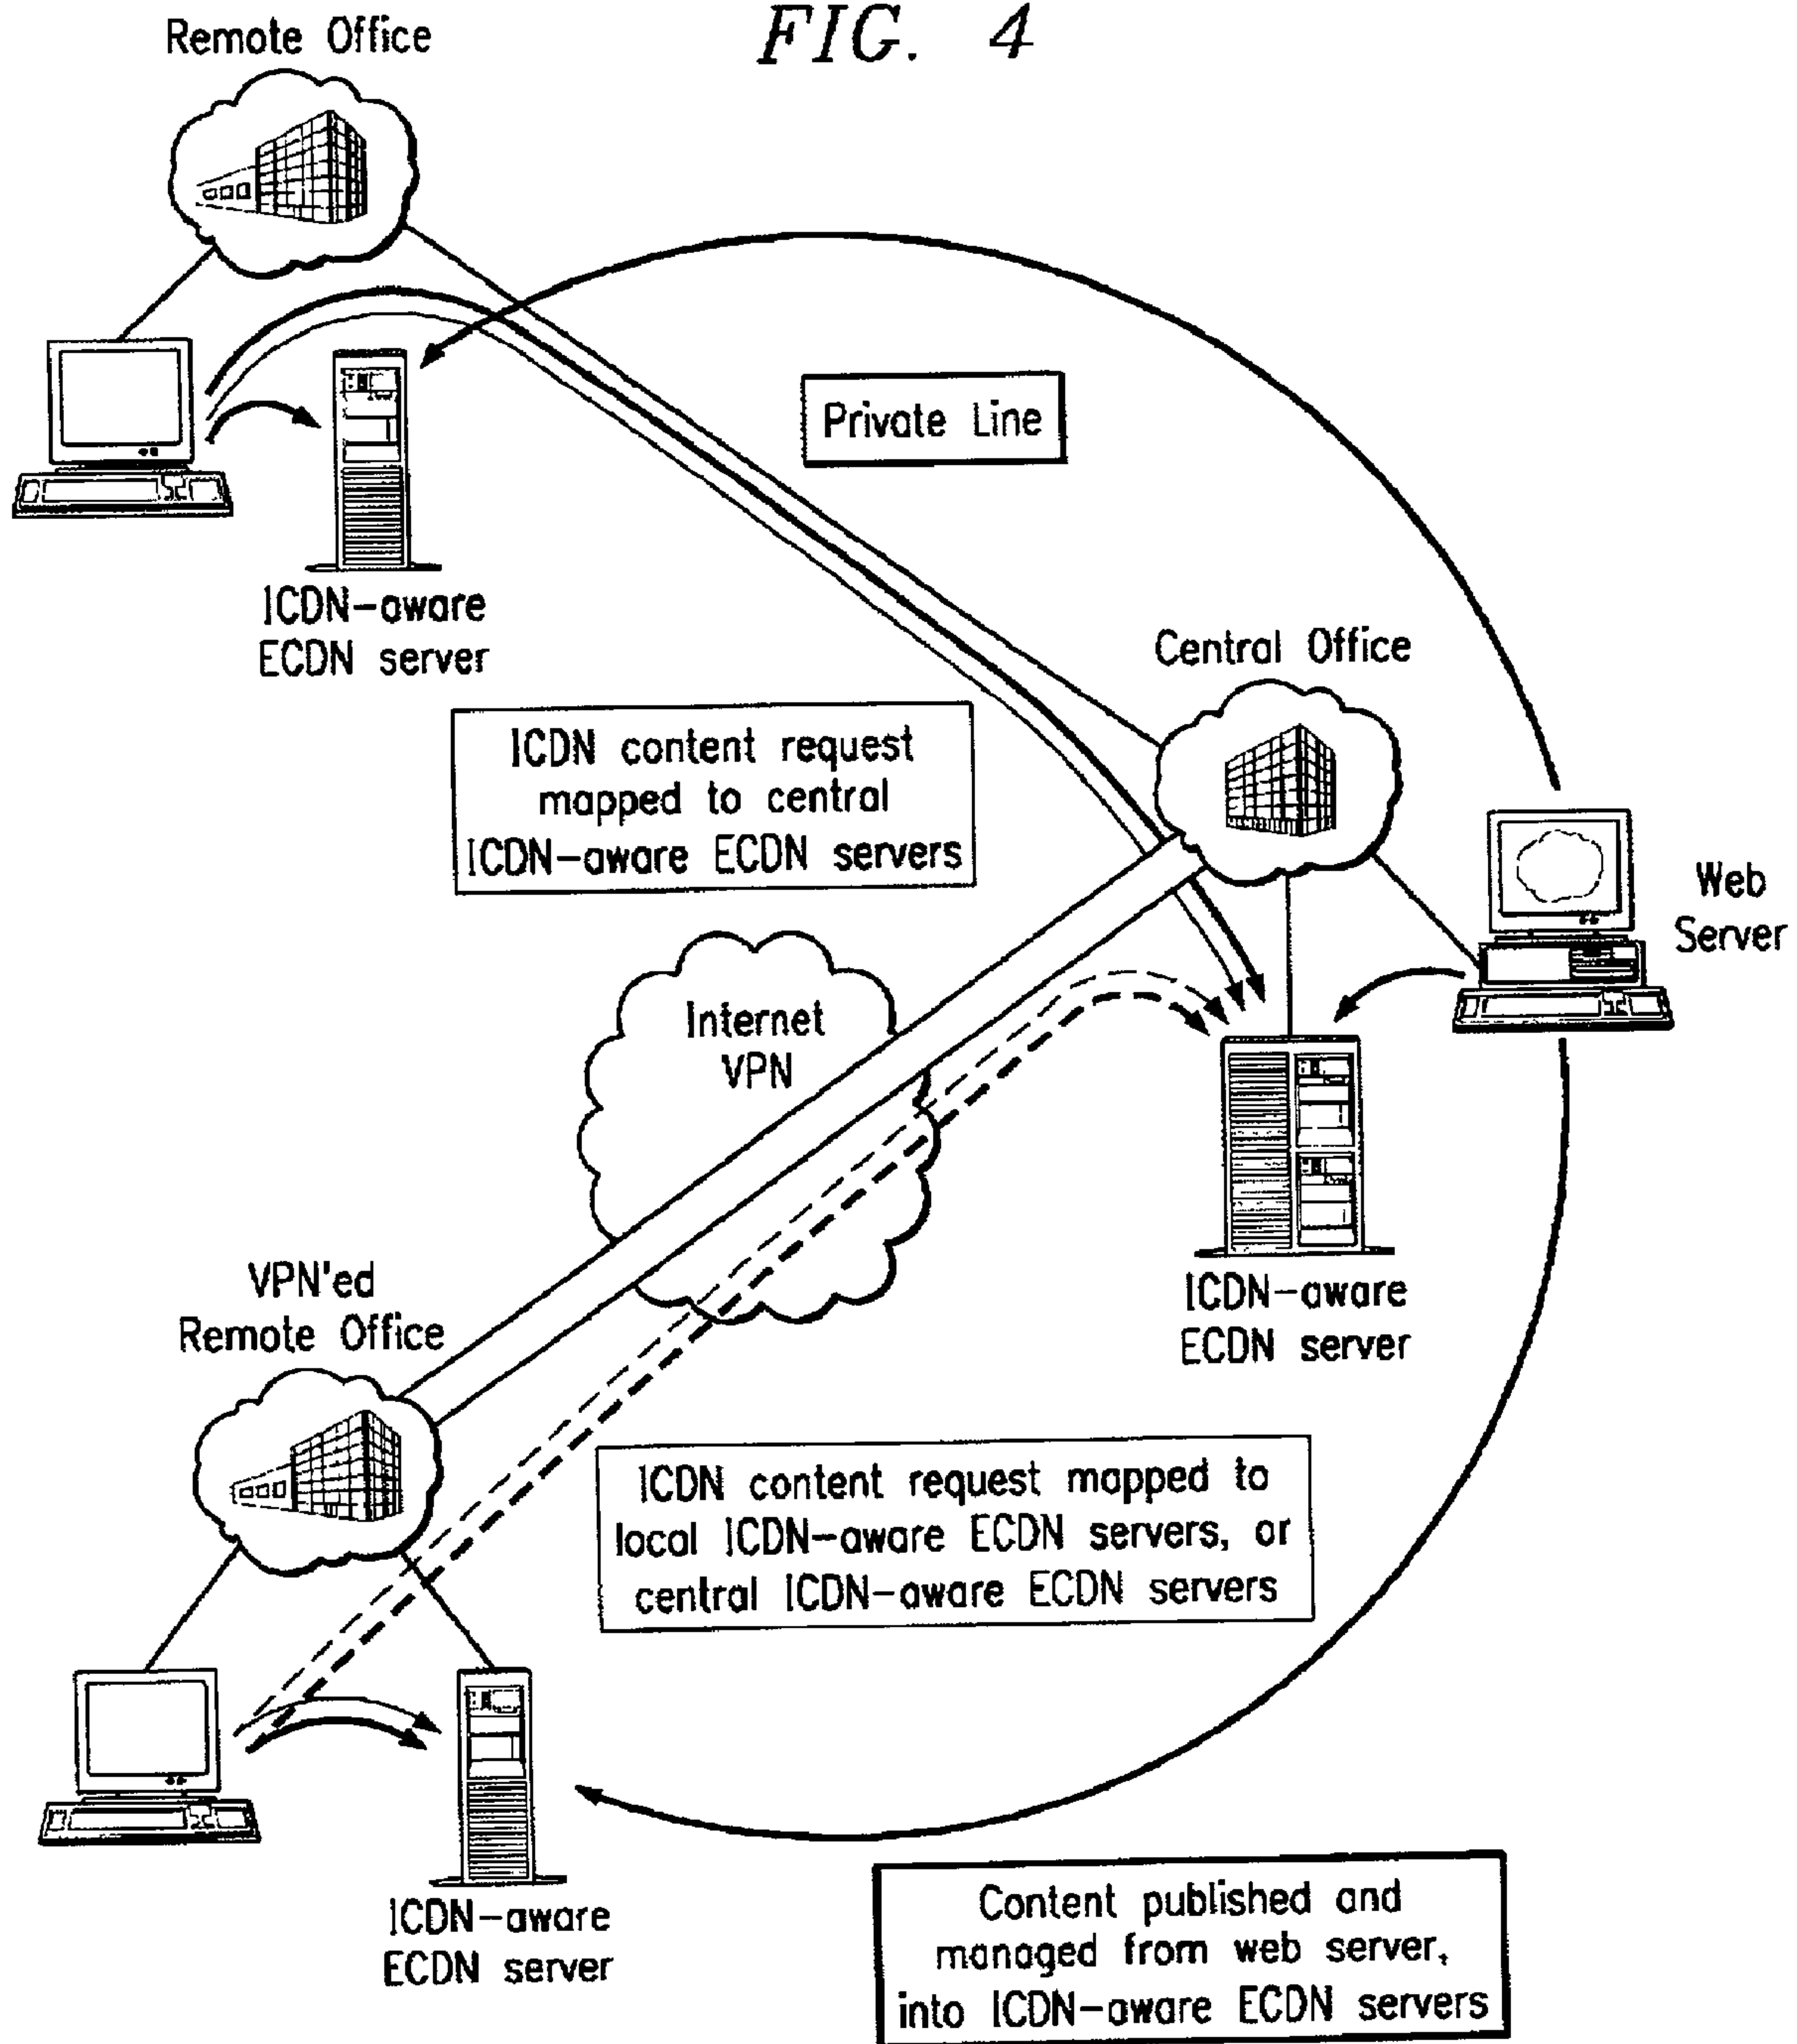 FIG. 4
Remote Office
ICDN-aware
ECDN server
Private Line
Central Office
ICDN content request
mapped to central
ICDN-aware ECDN servers
Web
Server
Internet
VPN
ICDN-aware
ECDN server
VPN'ed
Remote Office
ICDN content request mapped to
local ICDN-aware ECDN servers, or
central ICDN-aware ECDN servers
ICDN-aware
ECDN server
Content published and
managed from web server,
into ICDN-aware ECDN servers